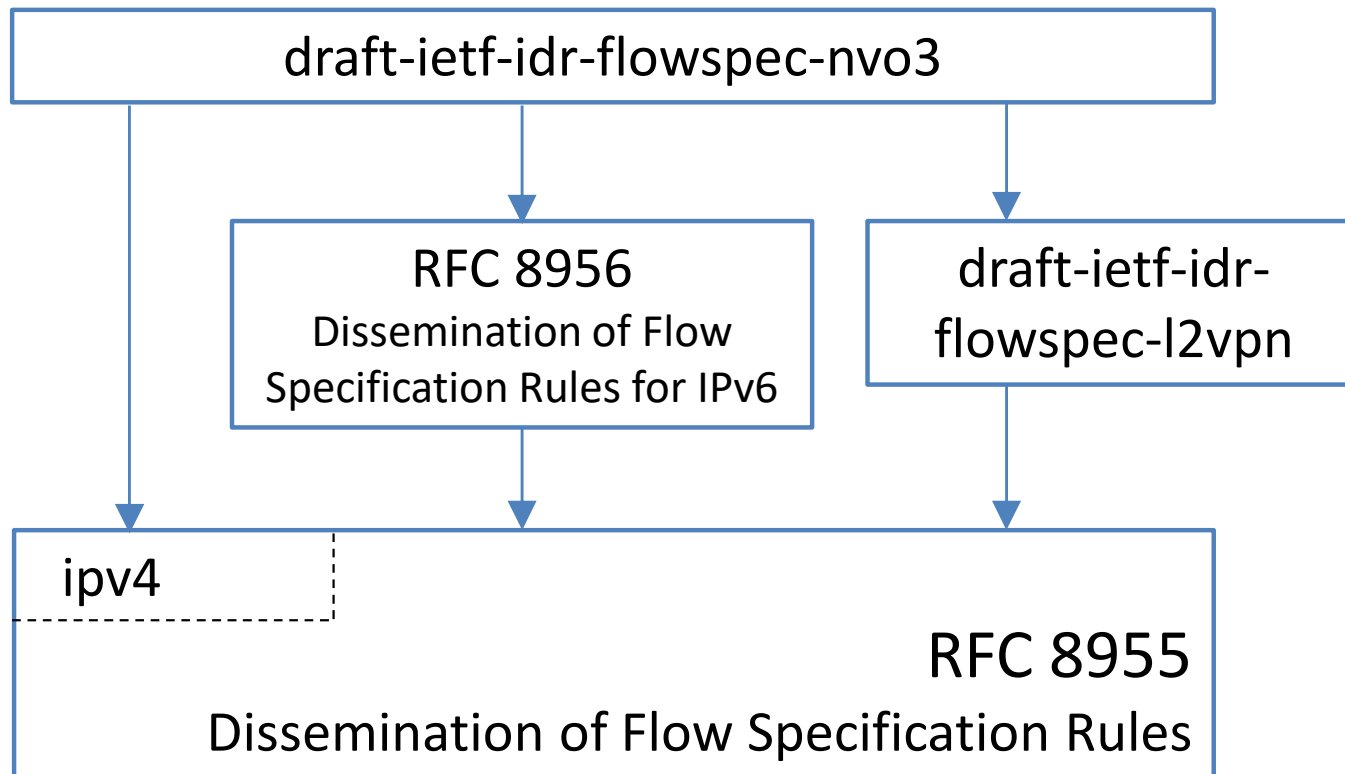 draft-ietf-idr-flowspec-nvo3
RFC 8956
Dissemination of Flow
Specification Rules for IPv6
draft-ietf-idr-
flowspec-l2vpn
ipv4
RFC 8955
Dissemination of Flow Specification Rules